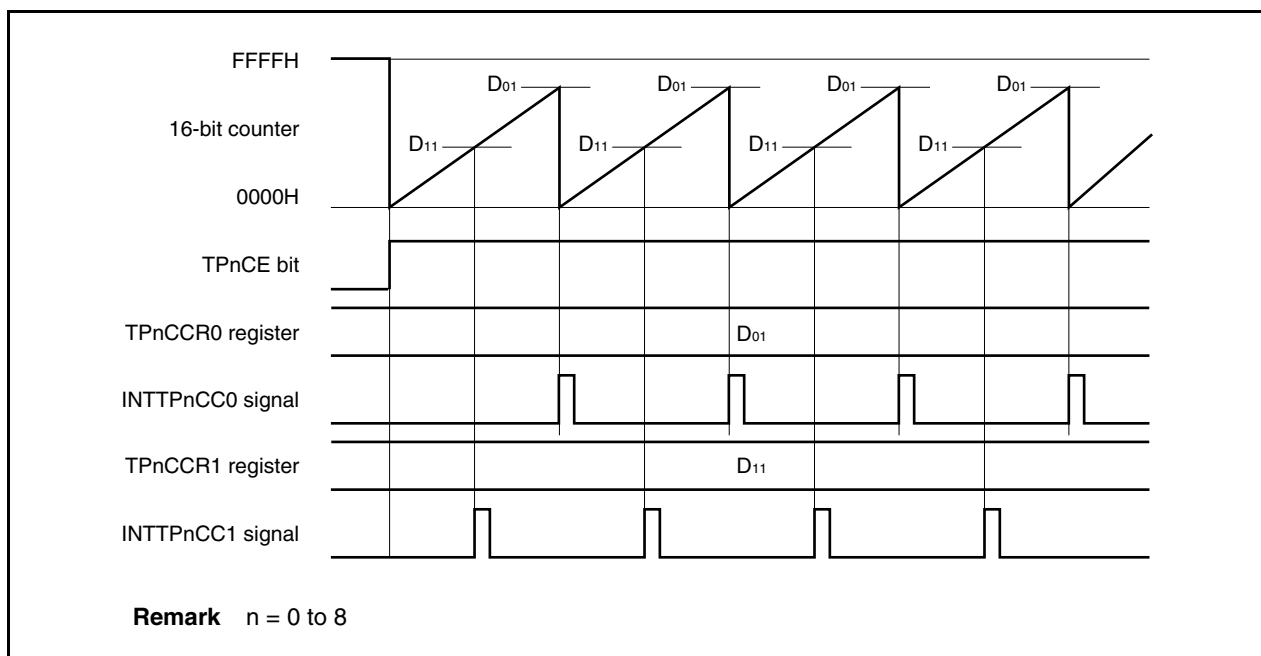 FFFFH
D01 D01 D01 D01
16-bit counter
D11 D11 D11 D11
0000H
TPnCE bit
TPnCCR0 register
D01
INTTPnCC0 signal
TPnCCR1 register
D11
INTTPnCC1 signal
Remark n = 0 to 8